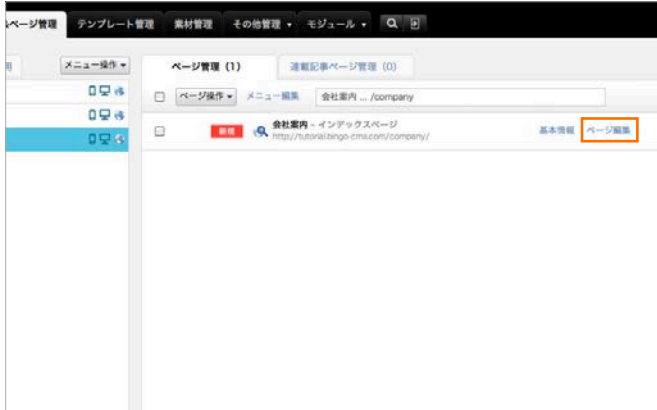 ページ管理 テンプレート管理 素材管理 その他管理 モジュール
メニュー操作 ページ管理 (1) 連載記事ページ管理 (0)
ページ操作 メニュー編集 会社案内 ... /company
新規 会社案内 - インデックスページ 基本情報 ページ編集
http://tutorial.bingo-cms.com/company/